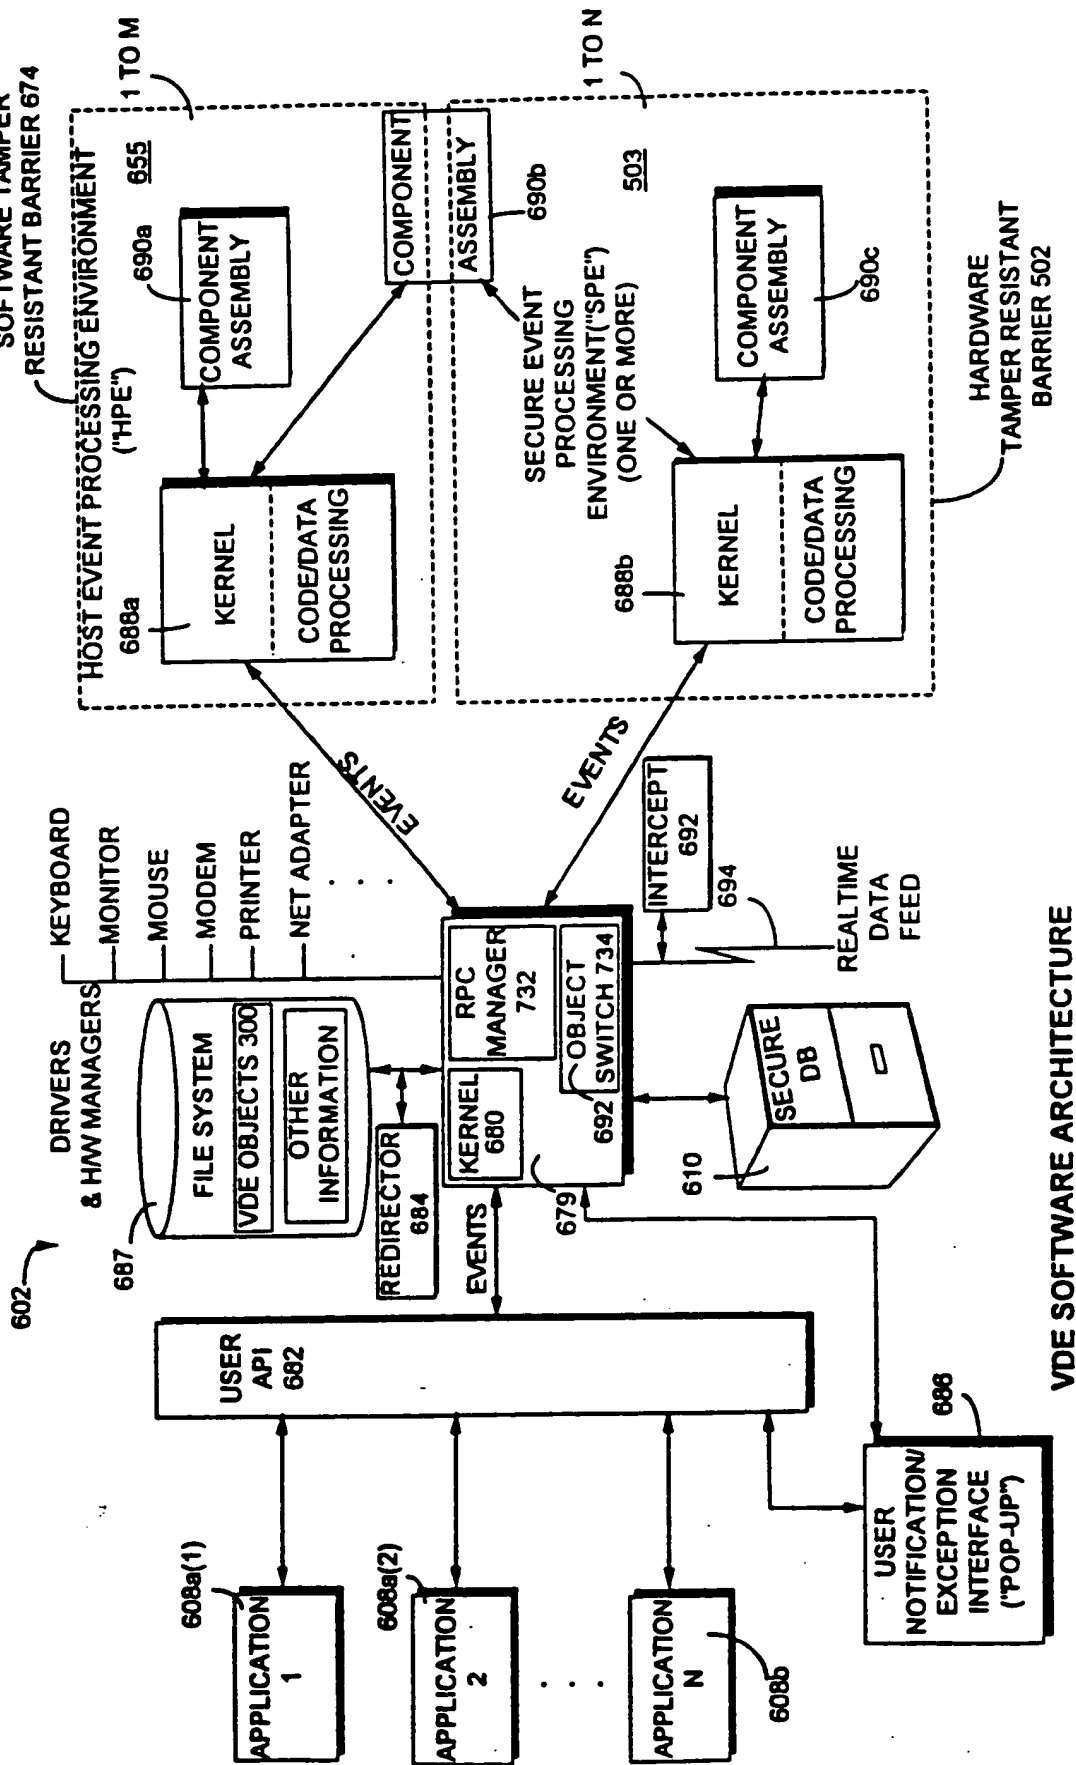 602
DRIVERS
& H/W MANAGERS
KEYBOARD
MONITOR
MOUSE
MODEM
PRINTER
NET ADAPTER
. . .
SOFTWARE TAMPER
RESISTANT BARRIER 674
HOST EVENT PROCESSING ENVIRONMENT
("HPE")
655
1 TO M
690a
COMPONENT
ASSEMBLY
688a
KERNEL
CODE/DATA
PROCESSING
687
FILE SYSTEM
VDE OBJECTS 300
OTHER
INFORMATION
REDIRECTOR
684
EVENTS
EVENTS
COMPONENT
ASSEMBLY
690b
USER
API
682
EVENTS
KERNEL
680
RPC
MANAGER
732
692
OBJECT
SWITCH 734
679
608a(1)
APPLICATION
1
608a(2)
APPLICATION
2
. . . .
APPLICATION
N
608b
SECURE EVENT
PROCESSING
ENVIRONMENT("SPE")
(ONE OR MORE)
503
1 TO N
688b
KERNEL
CODE/DATA
PROCESSING
COMPONENT
ASSEMBLY
690c
HARDWARE
TAMPER RESISTANT
BARRIER 502
INTERCEPT
692
694
REALTIME
DATA
FEED
610
SECURE
DB
686
USER
NOTIFICATION/
EXCEPTION
INTERFACE
("POP-UP")
VDE SOFTWARE ARCHITECTURE